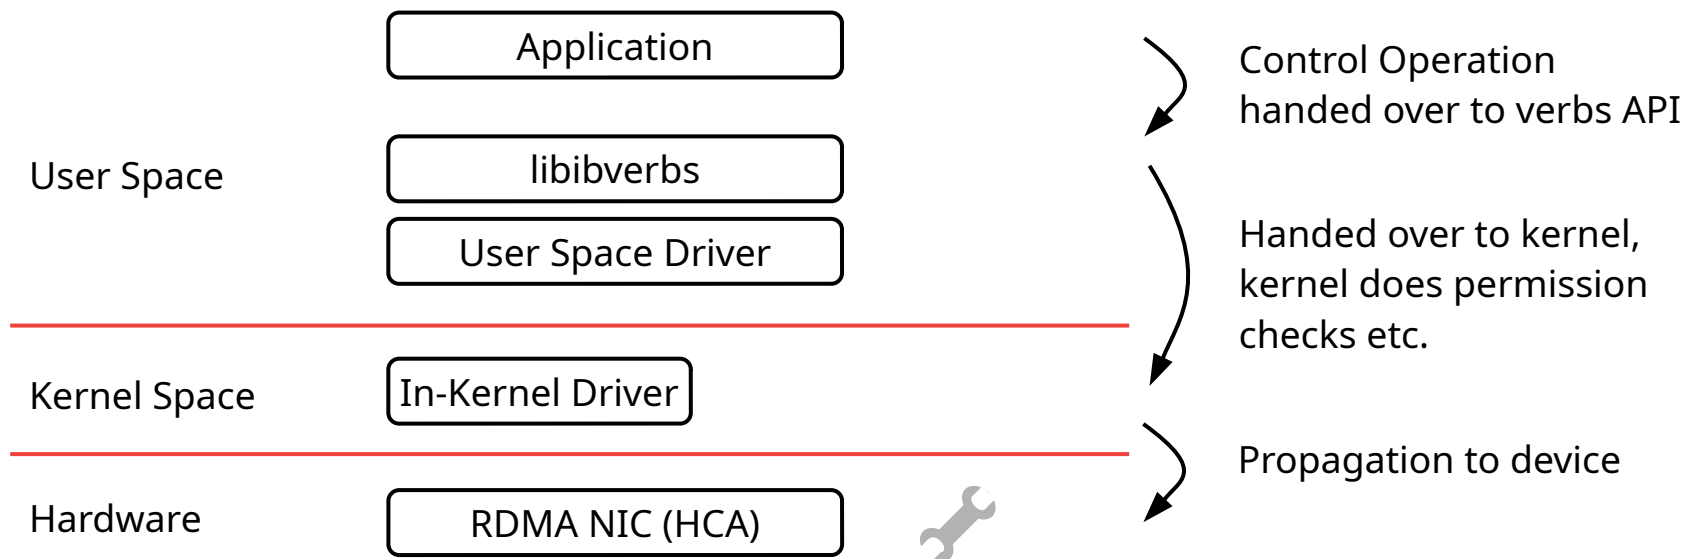 Application
Control Operation
handed over to verbs API
User Space
libibverbs
User Space Driver
Handed over to kernel,
kernel does permission
checks etc.
Kernel Space
In-Kernel Driver
Propagation to device
Hardware
RDMA NIC (HCA)